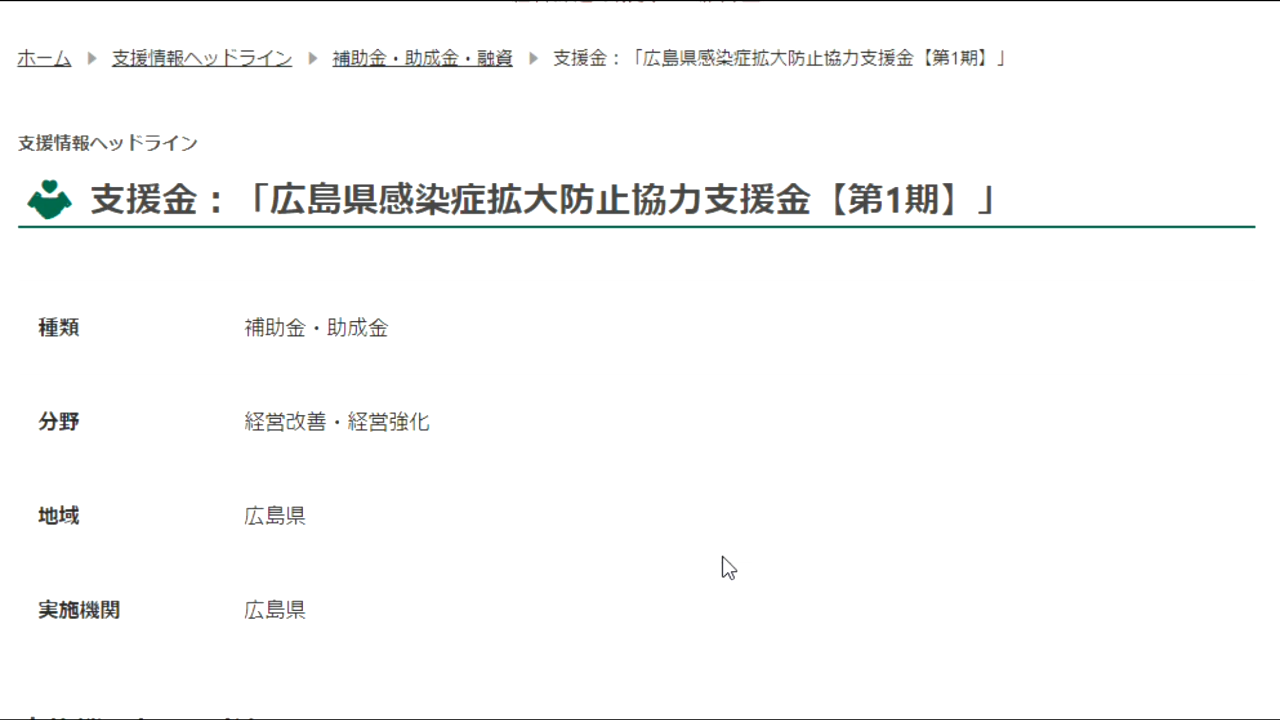 ホーム ▶ 支援情報ヘッドライン ▶ 補助金・助成金・融資 ▶ 支援金：「広島県感染症拡大防止協力支援金【第1期】」
支援情報ヘッドライン
支援金：「広島県感染症拡大防止協力支援金【第1期】」
種類 補助金・助成金
分野 経営改善・経営強化
地域 広島県
実施機関 広島県